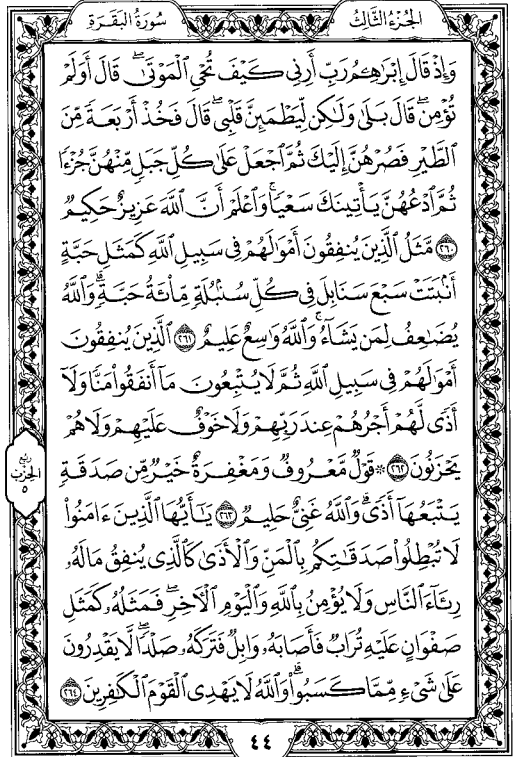 الجزء الثالث
سورة البقرة
وَإِذْ قَالَ إِبْرَٰهِـۧمُ رَبِّ أَرِنِى كَيْفَ تُحْىِ ٱلْمَوْتَىٰ ۖ قَالَ أَوَلَمْ
تُؤْمِن ۖ قَالَ بَلَىٰ وَلَـٰكِن لِّيَطْمَئِنَّ قَلْبِى ۖ قَالَ فَخُذْ أَرْبَعَةً مِّنَ
ٱلطَّيْرِ فَصُرْهُنَّ إِلَيْكَ ثُمَّ ٱجْعَلْ عَلَىٰ كُلِّ جَبَلٍ مِّنْهُنَّ جُزْءًا
ثُمَّ ٱدْعُهُنَّ يَأْتِينَكَ سَعْيًا ۚ وَٱعْلَمْ أَنَّ ٱللَّهَ عَزِيزٌ حَكِيمٌ
٢٦٠ مَّثَلُ ٱلَّذِينَ يُنفِقُونَ أَمْوَٰلَهُمْ فِى سَبِيلِ ٱللَّهِ كَمَثَلِ حَبَّةٍ
أَنۢبَتَتْ سَبْعَ سَنَابِلَ فِى كُلِّ سُنۢبُلَةٍ مِّا۟ئَةُ حَبَّةٍ ۗ وَٱللَّهُ
يُضَـٰعِفُ لِمَن يَشَآءُ ۗ وَٱللَّهُ وَٰسِعٌ عَلِيمٌ ٢٦١ ٱلَّذِينَ يُنفِقُونَ
أَمْوَٰلَهُمْ فِى سَبِيلِ ٱللَّهِ ثُمَّ لَا يُتْبِعُونَ مَآ أَنفَقُوا۟ مَنًّا وَلَآ
أَذًى لَّهُمْ أَجْرُهُمْ عِندَ رَبِّهِمْ وَلَا خَوْفٌ عَلَيْهِمْ وَلَا هُمْ
يَحْزَنُونَ ٢٦٢ ۞ قَوْلٌ مَّعْرُوفٌ وَمَغْفِرَةٌ خَيْرٌ مِّن صَدَقَةٍ
يَتْبَعُهَآ أَذًى ۗ وَٱللَّهُ غَنِىٌّ حَلِيمٌ ٢٦٣ يَـٰٓأَيُّهَا ٱلَّذِينَ ءَامَنُوا۟
لَا تُبْطِلُوا۟ صَدَقَـٰتِكُم بِٱلْمَنِّ وَٱلْأَذَىٰ كَٱلَّذِى يُنفِقُ مَالَهُۥ
رِئَآءَ ٱلنَّاسِ وَلَا يُؤْمِنُ بِٱللَّهِ وَٱلْيَوْمِ ٱلْـَٔاخِرِ ۖ فَمَثَلُهُۥ كَمَثَلِ
صَفْوَانٍ عَلَيْهِ تُرَابٌ فَأَصَابَهُۥ وَابِلٌ فَتَرَكَهُۥ صَلْدًا ۖ لَّا يَقْدِرُونَ
عَلَىٰ شَىْءٍ مِّمَّا كَسَبُوا۟ ۗ وَٱللَّهُ لَا يَهْدِى ٱلْقَوْمَ ٱلْكَـٰفِرِينَ ٢٦٤
ربع
الحزب
٥
٤٤